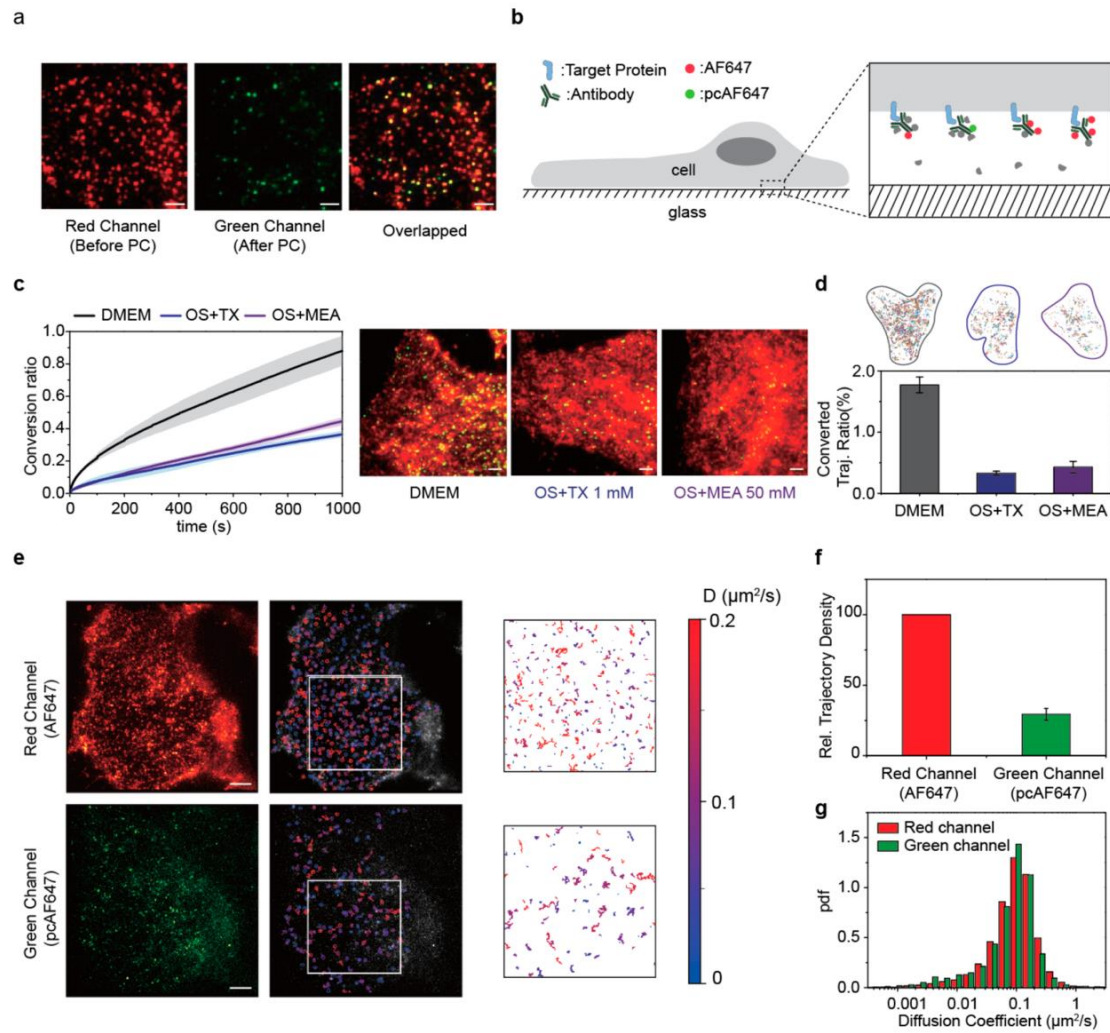 a
Red Channel
(Before PC)
Green Channel
(After PC)
Overlapped
b
:Target Protein
:AF647
:Antibody
:pcAF647
cell
glass
c
DMEM
OS+TX
OS+MEA
Conversion ratio
1.0
0.8
0.6
0.4
0.2
0.0
0
200
400
600
800
1000
time (s)
DMEM
OS+TX 1 mM
OS+MEA 50 mM
d
Converted
Traj. Ratio(%)
2.0
1.0
0.0
DMEM
OS+TX
OS+MEA
e
Red Channel
(AF647)
Green Channel
(pcAF647)
D (μm²/s)
0.2
0.1
0
f
Rel. Trajectory Density
100
75
50
25
0
Red Channel
(AF647)
Green Channel
(pcAF647)
g
Red channel
Green channel
pdf
1.5
1.0
0.5
0.0
0.001
0.01
0.1
1
Diffusion Coefficient (μm²/s)